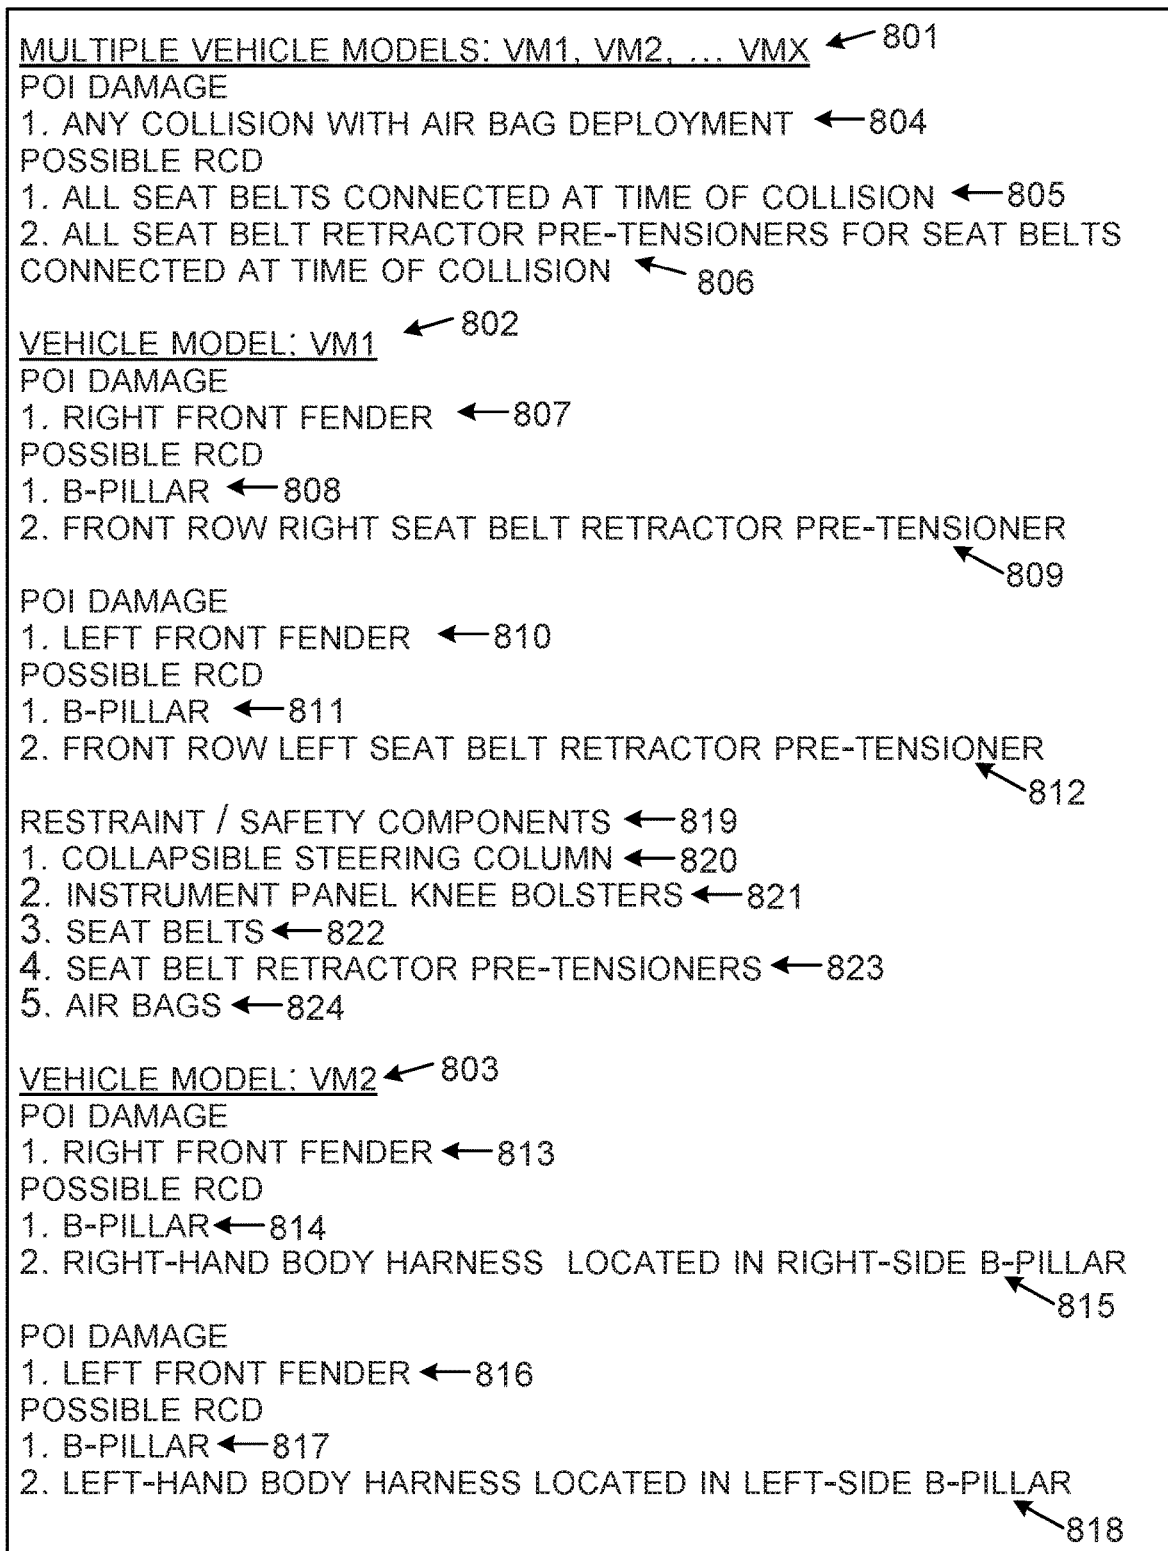 MULTIPLE VEHICLE MODELS: VM1, VM2, ... VMX 801
POI DAMAGE
1. ANY COLLISION WITH AIR BAG DEPLOYMENT 804
POSSIBLE RCD
1. ALL SEAT BELTS CONNECTED AT TIME OF COLLISION 805
2. ALL SEAT BELT RETRACTOR PRE-TENSIONERS FOR SEAT BELTS
CONNECTED AT TIME OF COLLISION 806
VEHICLE MODEL: VM1 802
POI DAMAGE
1. RIGHT FRONT FENDER 807
POSSIBLE RCD
1. B-PILLAR 808
2. FRONT ROW RIGHT SEAT BELT RETRACTOR PRE-TENSIONER
809
POI DAMAGE
1. LEFT FRONT FENDER 810
POSSIBLE RCD
1. B-PILLAR 811
2. FRONT ROW LEFT SEAT BELT RETRACTOR PRE-TENSIONER
812
RESTRAINT / SAFETY COMPONENTS 819
1. COLLAPSIBLE STEERING COLUMN 820
2. INSTRUMENT PANEL KNEE BOLSTERS 821
3. SEAT BELTS 822
4. SEAT BELT RETRACTOR PRE-TENSIONERS 823
5. AIR BAGS 824
VEHICLE MODEL: VM2 803
POI DAMAGE
1. RIGHT FRONT FENDER 813
POSSIBLE RCD
1. B-PILLAR 814
2. RIGHT-HAND BODY HARNESS LOCATED IN RIGHT-SIDE B-PILLAR
815
POI DAMAGE
1. LEFT FRONT FENDER 816
POSSIBLE RCD
1. B-PILLAR 817
2. LEFT-HAND BODY HARNESS LOCATED IN LEFT-SIDE B-PILLAR
818